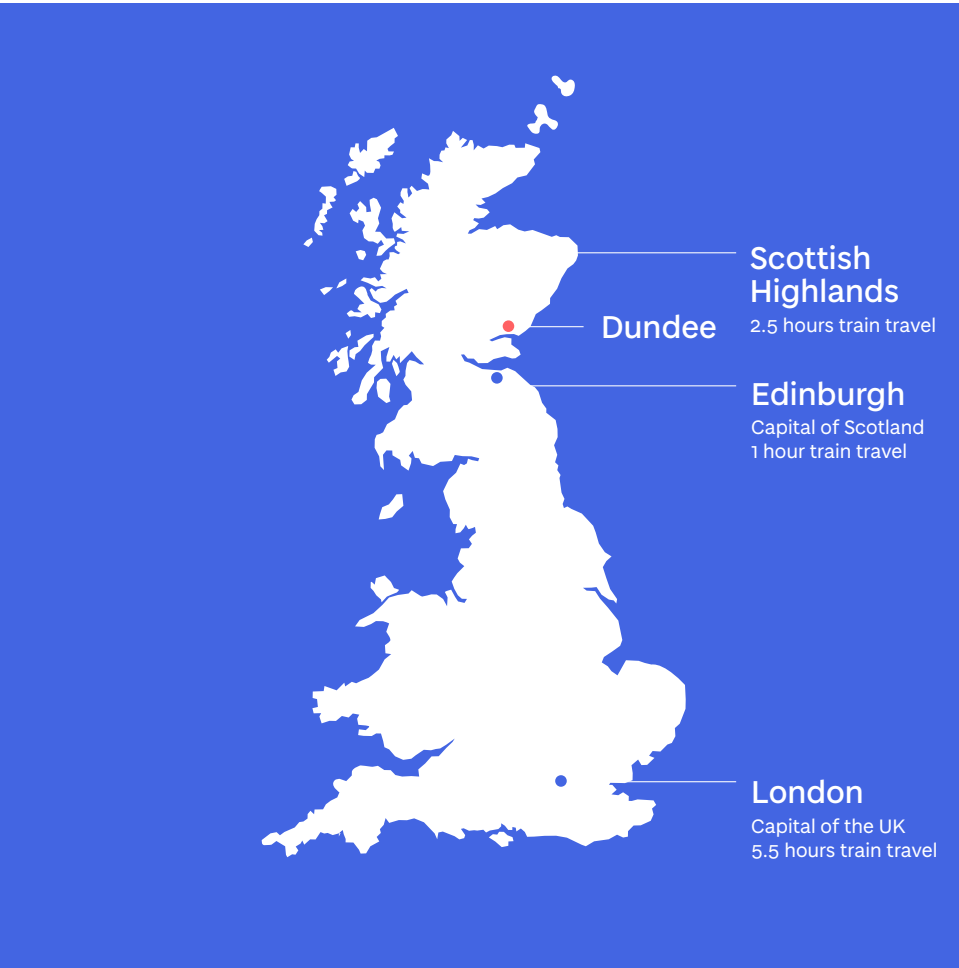 Scottish
Highlands
2.5 hours train travel
Dundee
Edinburgh
Capital of Scotland
1 hour train travel
London
Capital of the UK
5.5 hours train travel